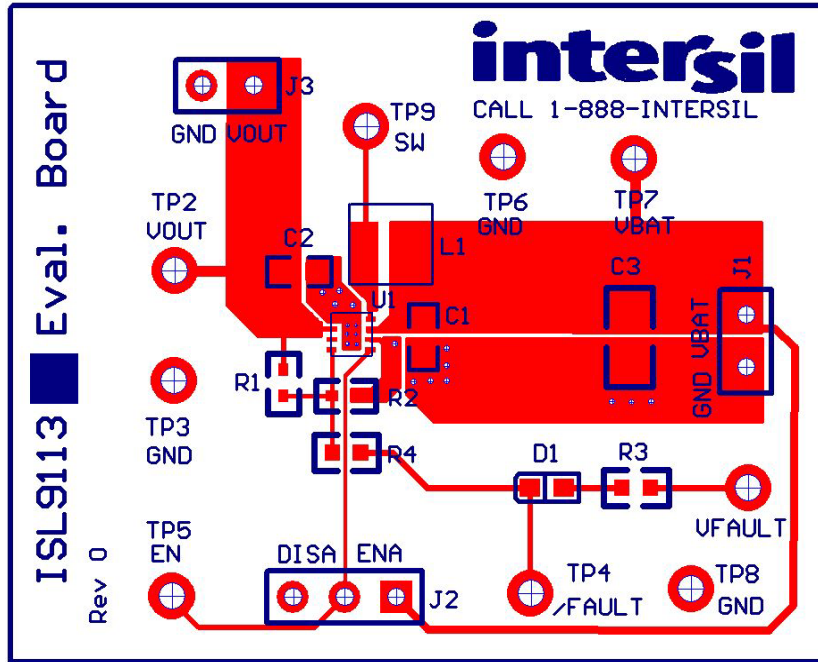 intersil
CALL 1-888-INTERSIL
ISL9113 Eval. Board
Rev 0
J3
GND VOUT
TP9
SW
TP6
GND
TP7
VBAT
TP2
VOUT
C2
L1
U1
C1
C3
J1
GND VBAT
R1
R2
R4
TP3
GND
D1
R3
VFAULT
TP5
EN
DISA ENA
J2
TP4
/FAULT
TP8
GND